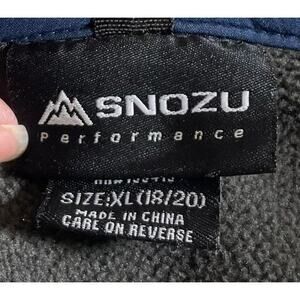 SNOZU
Performance
SIZE:XL(18/20)
MADE IN CHINA
CARE ON REVERSE